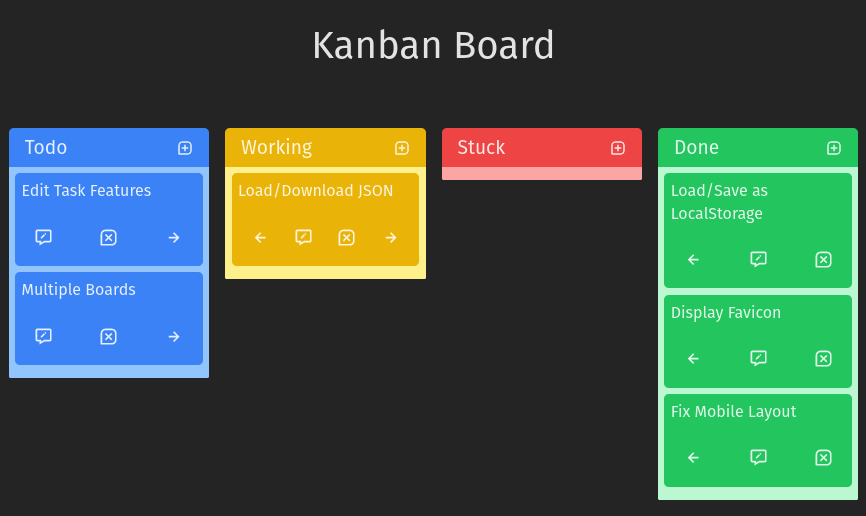 Kanban Board
Todo
Edit Task Features
Multiple Boards
Working
Load/Download JSON
Stuck
Done
Load/Save as
LocalStorage
Display Favicon
Fix Mobile Layout